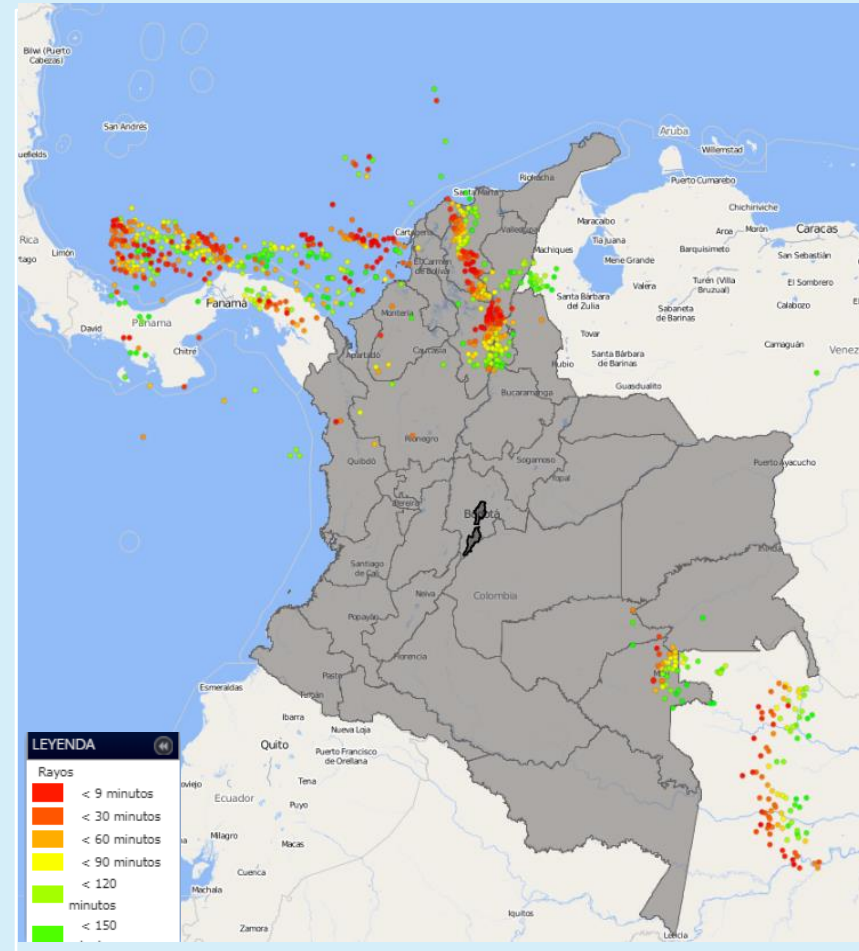 Bilwi (Puerto
Cabezas)
San Andrés
uefields
Aruba
Willemstad
Riohacha
Puerto Cumarebo
Santa Marta
Chichiriviche
Rica
rtago
Limón
Cartagena
Valledupar
Maracaibo
Tía Juana
Mene Grande
Machiques
Barquisimeto
Aroa
Morón
Caracas
San Sebastián
El Carmen
de Bolívar
Valera
Turén (Villa
Bruzual)
El Sombrero
Santa Bárbara
del Zulia
Sabaneta
de Barinas
Calabozo
Panamá
Panama
David
Chitré
Montería
Tovar
Camaguán
Venez
Apartadó
Caucasia
Rubio
Santa Bárbara
de Barinas
Guasdualito
Bucaramanga
Rionegro
Quibdó
Sogamoso
Yopal
Puerto Ayacucho
Pereira
Bogotá
Inírida
Santiago
de Cali
Neiva
Colombia
Popayán
Florencia
Pasto
Esmeraldas
Ibarra
Nueva Loja
Quito
Puerto Francisco
de Orellana
Tena
oviejo
Ecuador
Puyo
Milagro
Macas
Cuenca
Machala
Zamora
Iquitos
Leticia
LEYENDA
Rayos
< 9 minutos
< 30 minutos
< 60 minutos
< 90 minutos
< 120
minutos
< 150